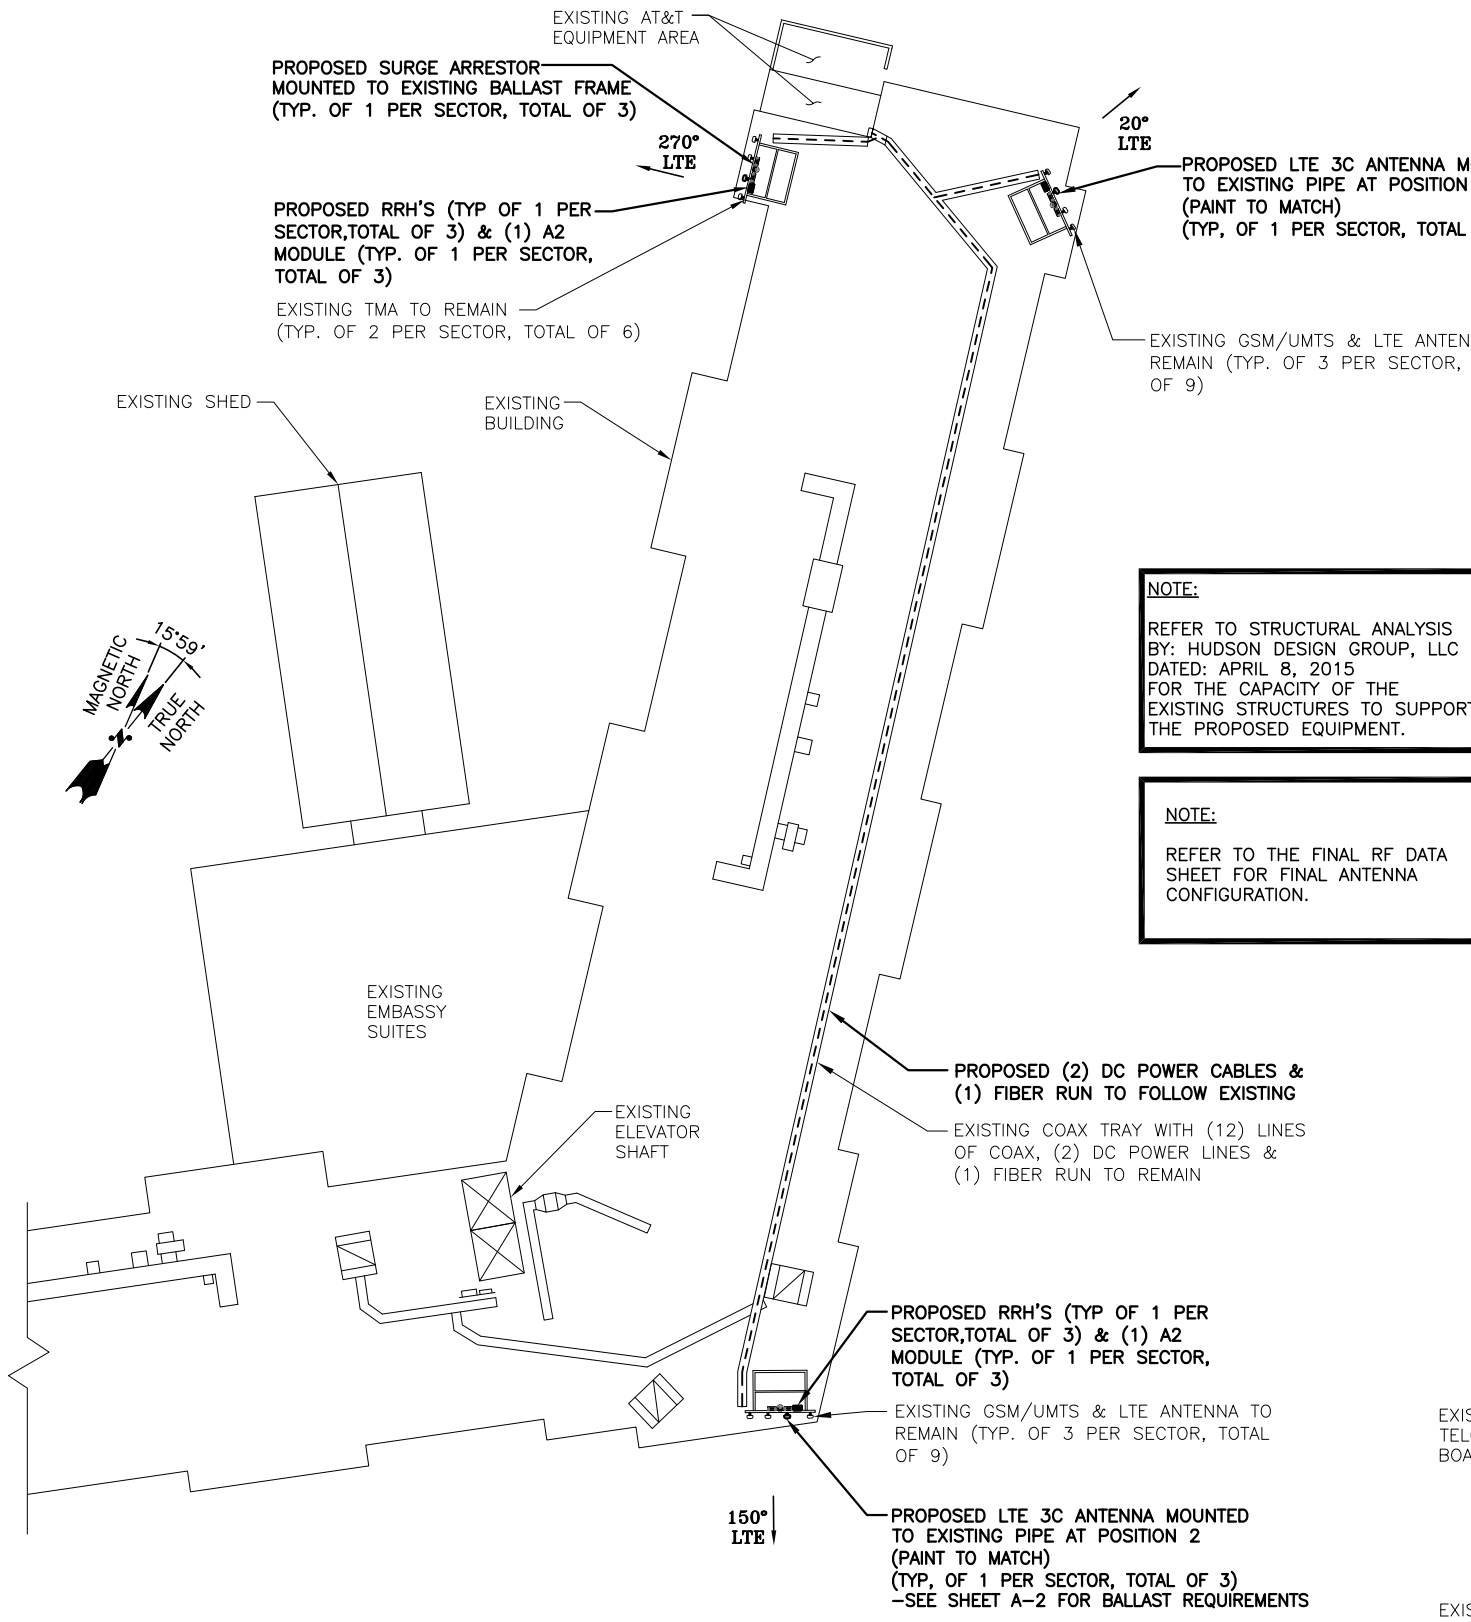 EXISTING AT&T
EQUIPMENT AREA
PROPOSED SURGE ARRESTOR
MOUNTED TO EXISTING BALLAST FRAME
(TYP. OF 1 PER SECTOR, TOTAL OF 3)
270°
LTE
20°
LTE
PROPOSED LTE 3C ANTENNA M
TO EXISTING PIPE AT POSITION
(PAINT TO MATCH)
(TYP, OF 1 PER SECTOR, TOTAL
PROPOSED RRH'S (TYP OF 1 PER
SECTOR,TOTAL OF 3) & (1) A2
MODULE (TYP. OF 1 PER SECTOR,
TOTAL OF 3)
EXISTING TMA TO REMAIN
(TYP. OF 2 PER SECTOR, TOTAL OF 6)
EXISTING GSM/UMTS & LTE ANTEN
REMAIN (TYP. OF 3 PER SECTOR,
OF 9)
EXISTING SHED
EXISTING
BUILDING
NOTE:
REFER TO STRUCTURAL ANALYSIS
BY: HUDSON DESIGN GROUP, LLC
DATED: APRIL 8, 2015
FOR THE CAPACITY OF THE
EXISTING STRUCTURES TO SUPPORT
THE PROPOSED EQUIPMENT.
15°59'
MAGNETIC
NORTH
TRUE
NORTH
N
NOTE:
REFER TO THE FINAL RF DATA
SHEET FOR FINAL ANTENNA
CONFIGURATION.
EXISTING
EMBASSY
SUITES
PROPOSED (2) DC POWER CABLES &
(1) FIBER RUN TO FOLLOW EXISTING
EXISTING
ELEVATOR
SHAFT
EXISTING COAX TRAY WITH (12) LINES
OF COAX, (2) DC POWER LINES &
(1) FIBER RUN TO REMAIN
PROPOSED RRH'S (TYP OF 1 PER
SECTOR,TOTAL OF 3) & (1) A2
MODULE (TYP. OF 1 PER SECTOR,
TOTAL OF 3)
EXISTING GSM/UMTS & LTE ANTENNA TO
REMAIN (TYP. OF 3 PER SECTOR, TOTAL
OF 9)
EXIS
TEL
BOA
150°
LTE
PROPOSED LTE 3C ANTENNA MOUNTED
TO EXISTING PIPE AT POSITION 2
(PAINT TO MATCH)
(TYP, OF 1 PER SECTOR, TOTAL OF 3)
-SEE SHEET A-2 FOR BALLAST REQUIREMENTS
EXIS